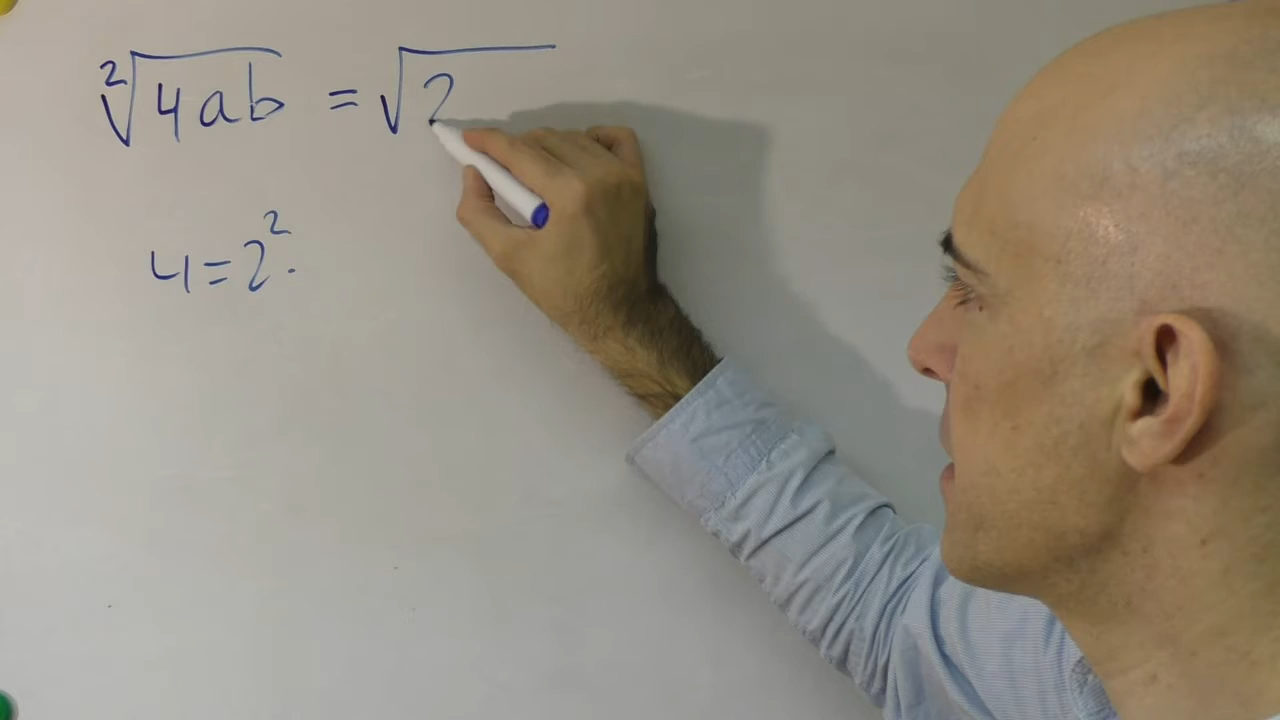 ²√4ab = √2
4=2².